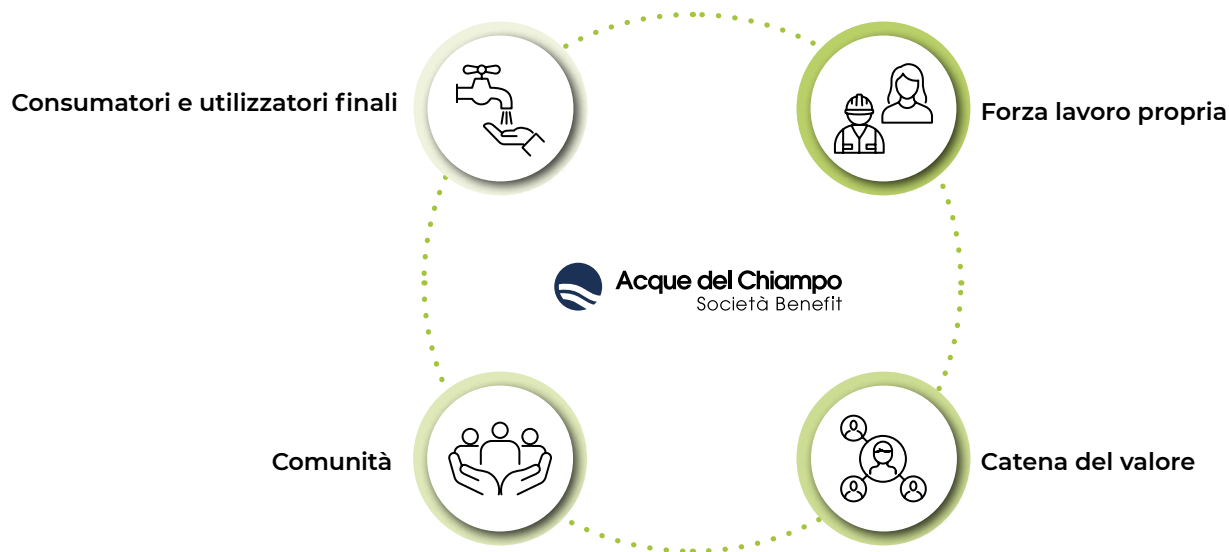 Consumatori e utilizzatori finali
Forza lavoro propria
Acque del Chiampo
Società Benefit
Comunità
Catena del valore